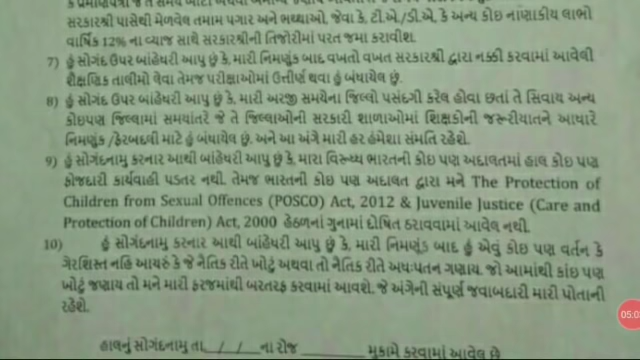 સરકારશ્રી પાસેથી મેળવેલ તમામ પગાર અને ભથ્થાઓ, જેવા કે. ટી.એ./ડી.એ. કે અન્ય કોઇ નાણાકીય લાભો
વાર્ષિક 12% ના વ્યાજ સાથે સરકારશ્રીની તિજોરીમાં પરત જમા કરાવીશ.
7) હું સોગંદ ઉપર બાંહેધરી આપુ છું કે. મારી નિમણુંક બાદ વખતો વખત સરકારશ્રી દ્વારા નક્કી કરવામાં આવેલી
શૈક્ષણિક તાલીમો લેવા તેમજ પરીક્ષાઓમાં ઉત્તીર્ણ થવા હું બંધાયેલ છું.
8) હું સોગંદ ઉપર બાંહેધરી આપુ છું કે. મારી અરજી સમયેના જિલ્લો પસંદગી કરેલ હોવા છતાં તે સિવાય અન્ય
કોઇપણ જિલ્લામાં સમયાંતરે જે તે જિલ્લાઓની સરકારી શાળાઓમાં શિક્ષકોની જરૂરીયાતને આધારે
નિમણુંક /ફેરબદલી માટે હું બંધાયેલ છું. અને આ અંગે મારી હર હંમેશા સંમતિ રહેશે.
9) હું સોગંદનામુ કરનાર આથી બાંહેધરી આપુ છું કે, મારા વિરૂધ્ધ ભારતની કોઇ પણ અદાલતમાં હાલ કોઇ પણ
ફોજદારી કાર્યવાહી પડતર નથી. તેમજ ભારતની કોઇ પણ અદાલત દ્વારા મને The Protection of
Children from Sexual Offences (POSCO) Act, 2012 & Juvenile Justice (Care and
Protection of Children) Act, 2000 હેઠળનાં ગુનામાં દોષિત ઠરાવવામાં આવેલ નથી.
10) હું સોગંદનામુ કરનાર આથી બાંહેધરી આપુ છું કે, મારી નિમણુંક બાદ હું એવું કોઇ પણ વર્તન કે
ગેરશિસ્ત નહિ આચરું કે જે નૈતિક રીતે ખોટું અથવા તો નૈતિક રીતે અધઃપતન ગણાય. જો આમાંથી કાંઇ પણ
ખોટું જણાય તો મને મારી ફરજમાંથી બરતરફ કરવામાં આવશે. જે અંગેની સંપૂર્ણ જવાબદારી મારી પોતાની
રહેશે.
હાલનું સોગંદનામુ તા__/__/__ના રોજ ________ મુકામે કરવામાં આવેલ છે
05:0